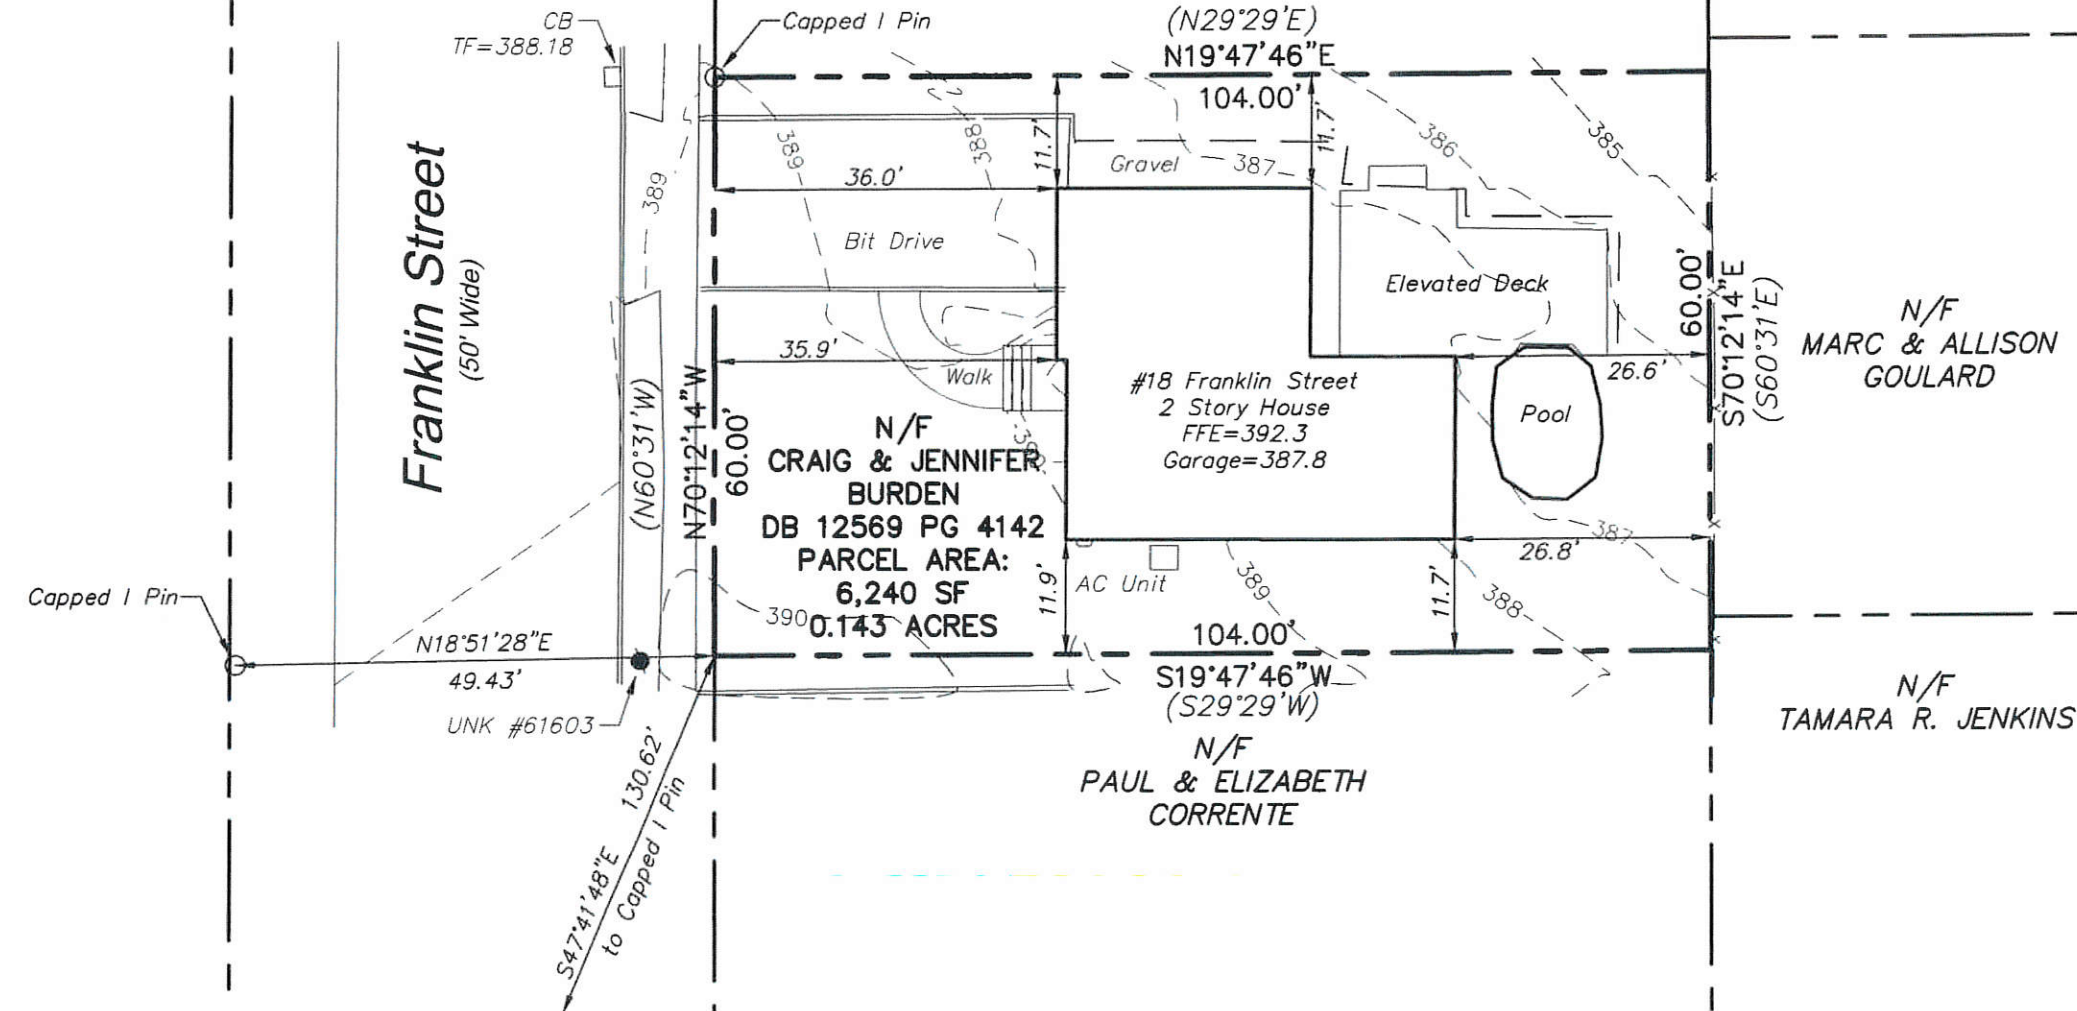 CB
TF=388.18
Capped I Pin
(N29°29'E)
N19°47'46"E
104.00'
11.7'
11.7'
389
388
389
Gravel
387
386
385
36.0'
Bit Drive
Elevated Deck
Franklin Street
(50' Wide)
35.9'
Walk
#18 Franklin Street
2 Story House
FFE=392.3
Garage=387.8
26.6'
Pool
60.00'
S70°12'14"E
(S60°31'E)
N/F
MARC & ALLISON
GOULARD
(N60°31'W)
N70°12'14"W
60.00'
N/F
CRAIG & JENNIFER
BURDEN
DB 12569 PG 4142
PARCEL AREA:
6,240 SF
0.143 ACRES
390
AC Unit
11.9'
389
11.7'
388
387
26.8'
104.00'
S19°47'46"W
(S29°29'W)
Capped I Pin
N18°51'28"E
49.43'
UNK #61603
S47°41'48"E 130.62'
to Capped I Pin
N/F
PAUL & ELIZABETH
CORRENTE
N/F
TAMARA R. JENKINS